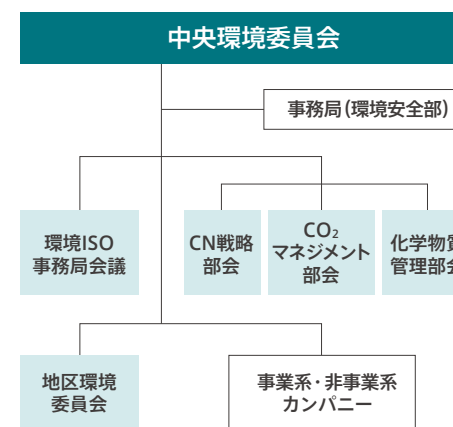 中央環境委員会
事務局（環境安全部）
環境ISO
事務局会議
CN戦略
部会
CO₂
マネジメント
部会
化学物質
管理部会
地区環境
委員会
事業系・非事業系
カンパニー